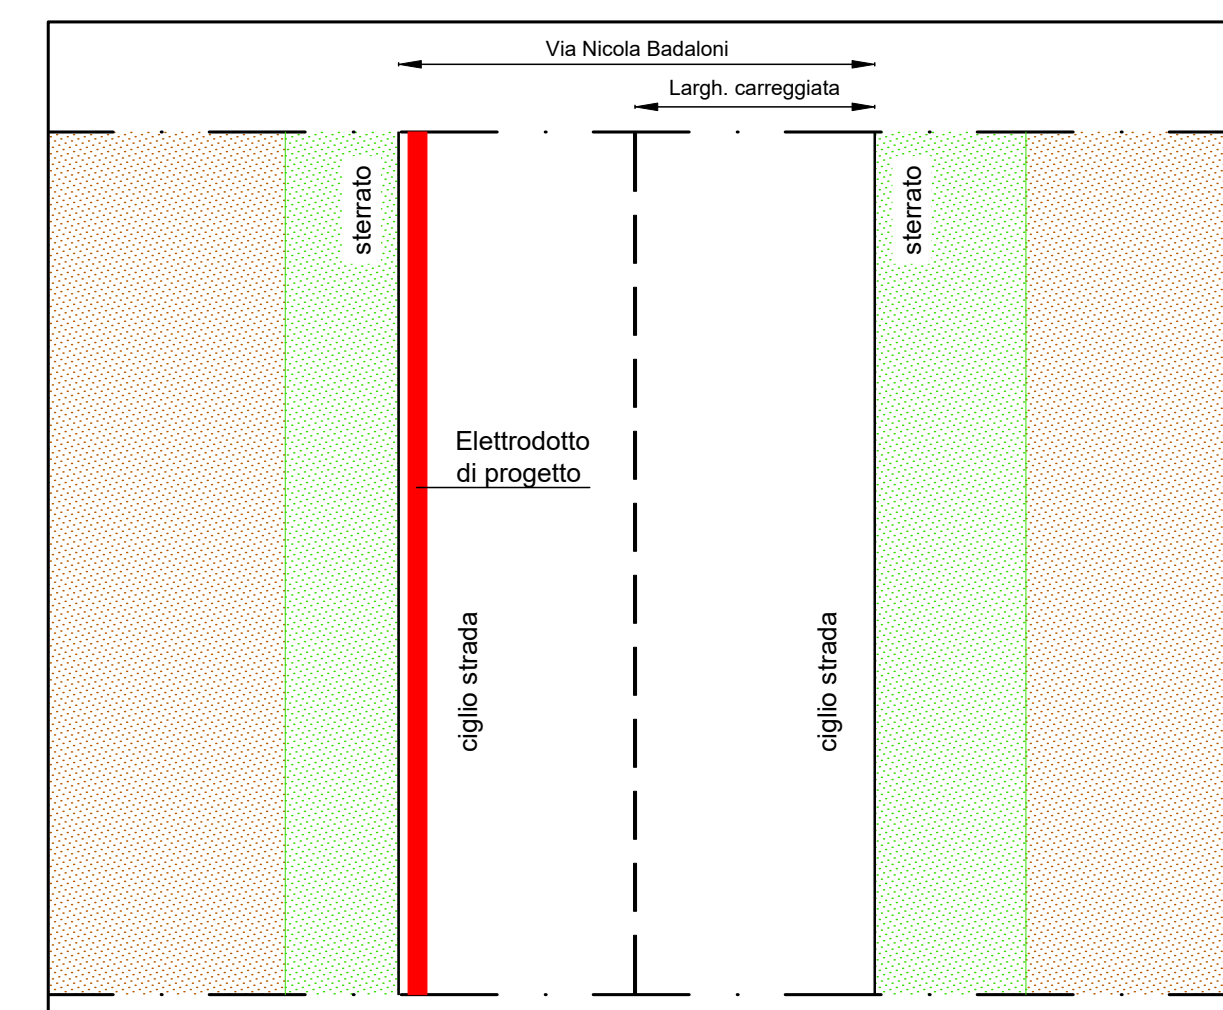 Via Nicola Badaloni
Largh. carreggiata
sterrato
sterrato
Elettrodotto
di progetto
ciglio strada
ciglio strada